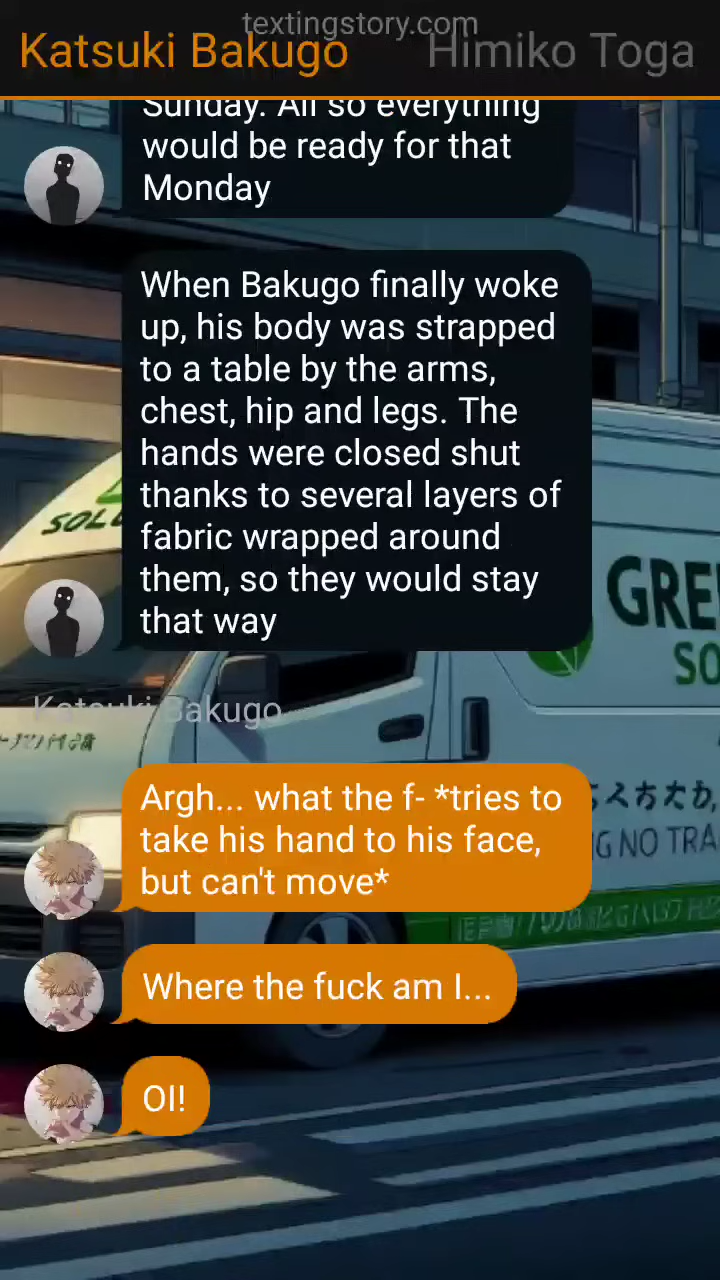 textingstory.com
Katsuki Bakugo
Himiko Toga
Sunday. All so everything
would be ready for that
Monday
When Bakugo finally woke
up, his body was strapped
to a table by the arms,
chest, hip and legs. The
hands were closed shut
thanks to several layers of
fabric wrapped around
them, so they would stay
that way
GRE
SO
Katsuki Bakugo
Argh... what the f- *tries to
take his hand to his face,
but can't move*
G NO TRA
Where the fuck am I...
OI!